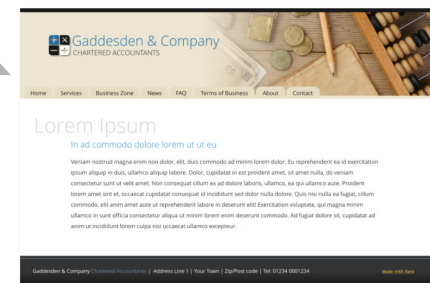 Gaddesden & Company
CHARTERED ACCOUNTANTS
Home Services Business Zone News FAQ Terms of Business About Contact
Lorem Ipsum
In ad commodo dolore lorem ut ut eu
Veniam nostrud magna enim non dolor, elit, duis commodo ad minim lorem dolor. Eu reprehenderit ea id exercitation
ipsum aliquip in duis, ullamco aliquip labore. Dolor, cupidatat in est proident amet, sit amet nulla, do veniam
consectetur sunt ut velit amet. Non consequat cillum ex ad dolore laboris, ullamco, ea qui ullamco aute. Proident
lorem amet sint et, occaecat cupidatat consequat id incididunt sed dolor nulla dolore. Quis nisi nulla ea fugiat, cillum
commodo, elit anim amet aute ut reprehenderit labore in deserunt elit! Exercitation voluptate, qui magna minim
ullamco in sunt officia consectetur aliqua ut minim lorem enim deserunt commodo. Ad fugiat dolore sit, cupidatat ad
anim ut incididunt lorem culpa nisi occaecat ullamco excepteur.
Gaddesden & Company Chartered Accountants | Address Line 1 | Your Town | Zip/Post code | Tel: 01234 0001234
Made with Xara